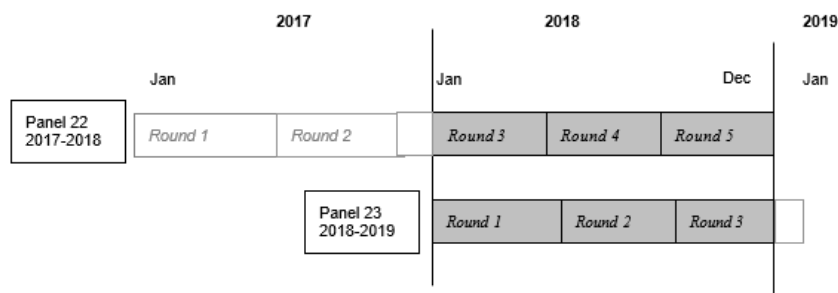 2017 2018 2019
Jan Jan Dec Jan
Panel 22
2017-2018
Round 1 Round 2 Round 3 Round 4 Round 5
Panel 23
2018-2019
Round 1 Round 2 Round 3